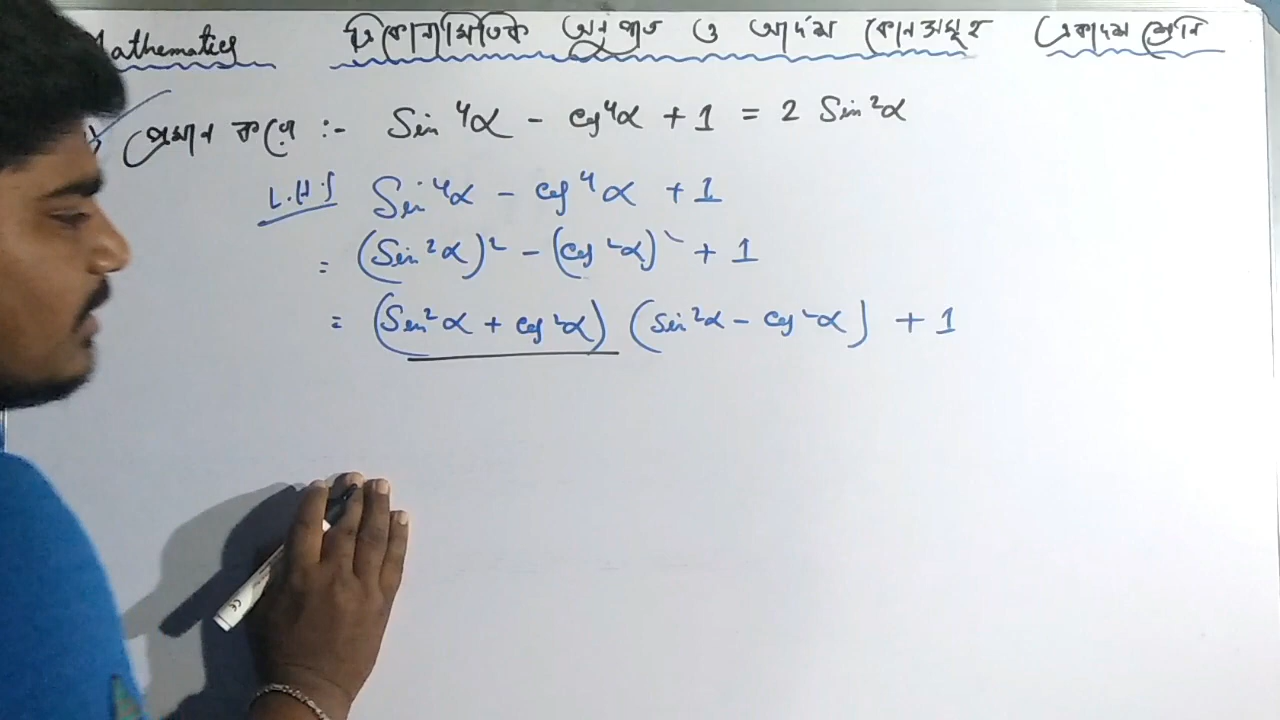 Mathematics ত্রিকোনামিতিক অনুপাত ও আদর্শ কোনসমূহ একাদশ শ্রেনি
প্রমান করো :- Sin⁴α - cos⁴α + 1 = 2 Sin²α
L.H.S Sin⁴α - cos⁴α + 1
= (Sin²α)² - (cos²α)² + 1
= (Sin²α + cos²α) (Sin²α - cos²α) + 1